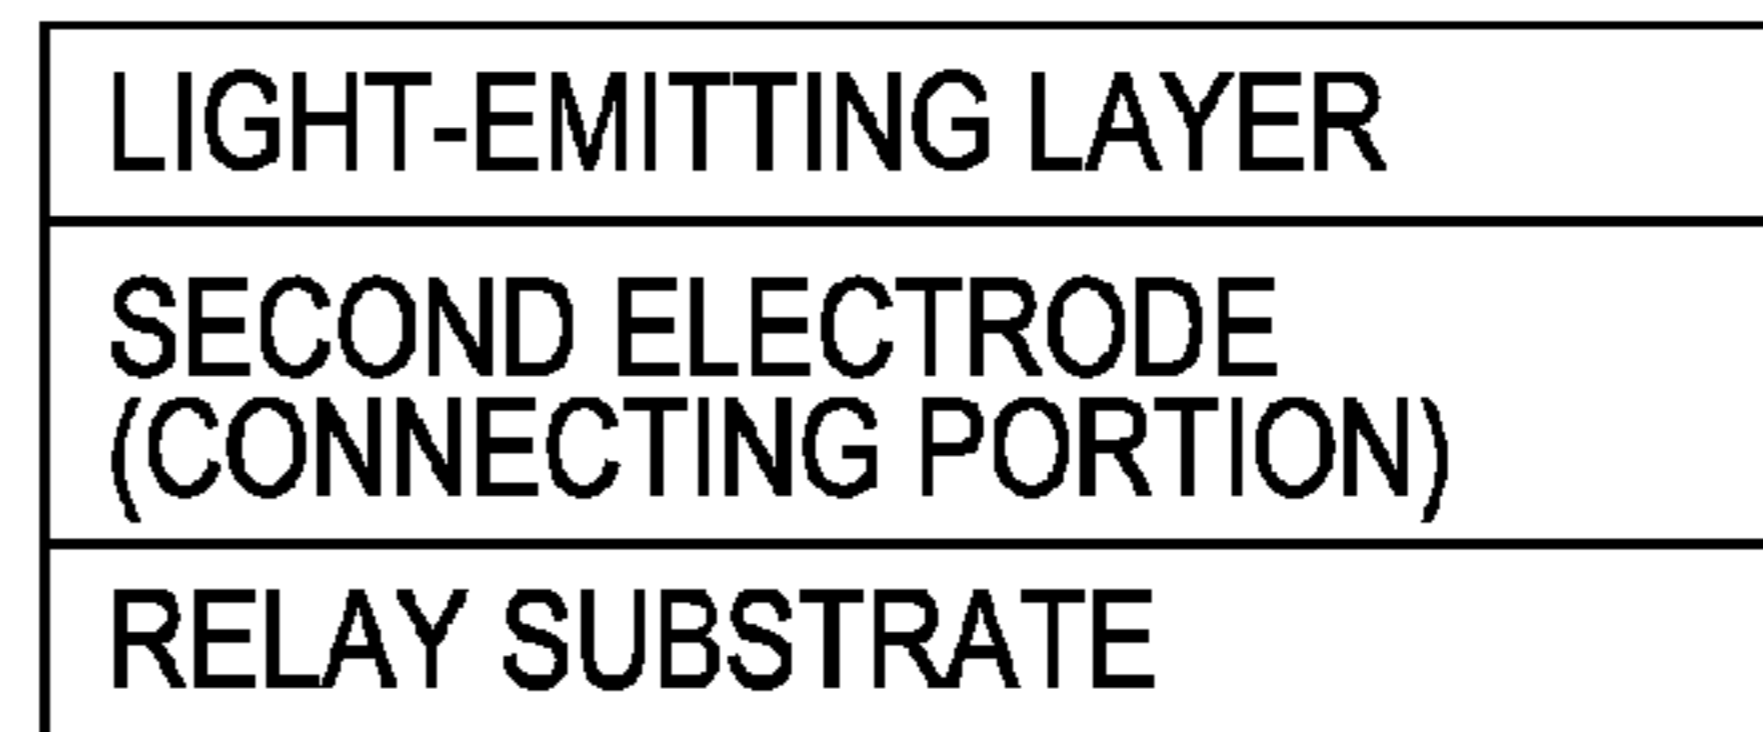 LIGHT-EMITTING LAYER
SECOND ELECTRODE
(CONNECTING PORTION)
RELAY SUBSTRATE